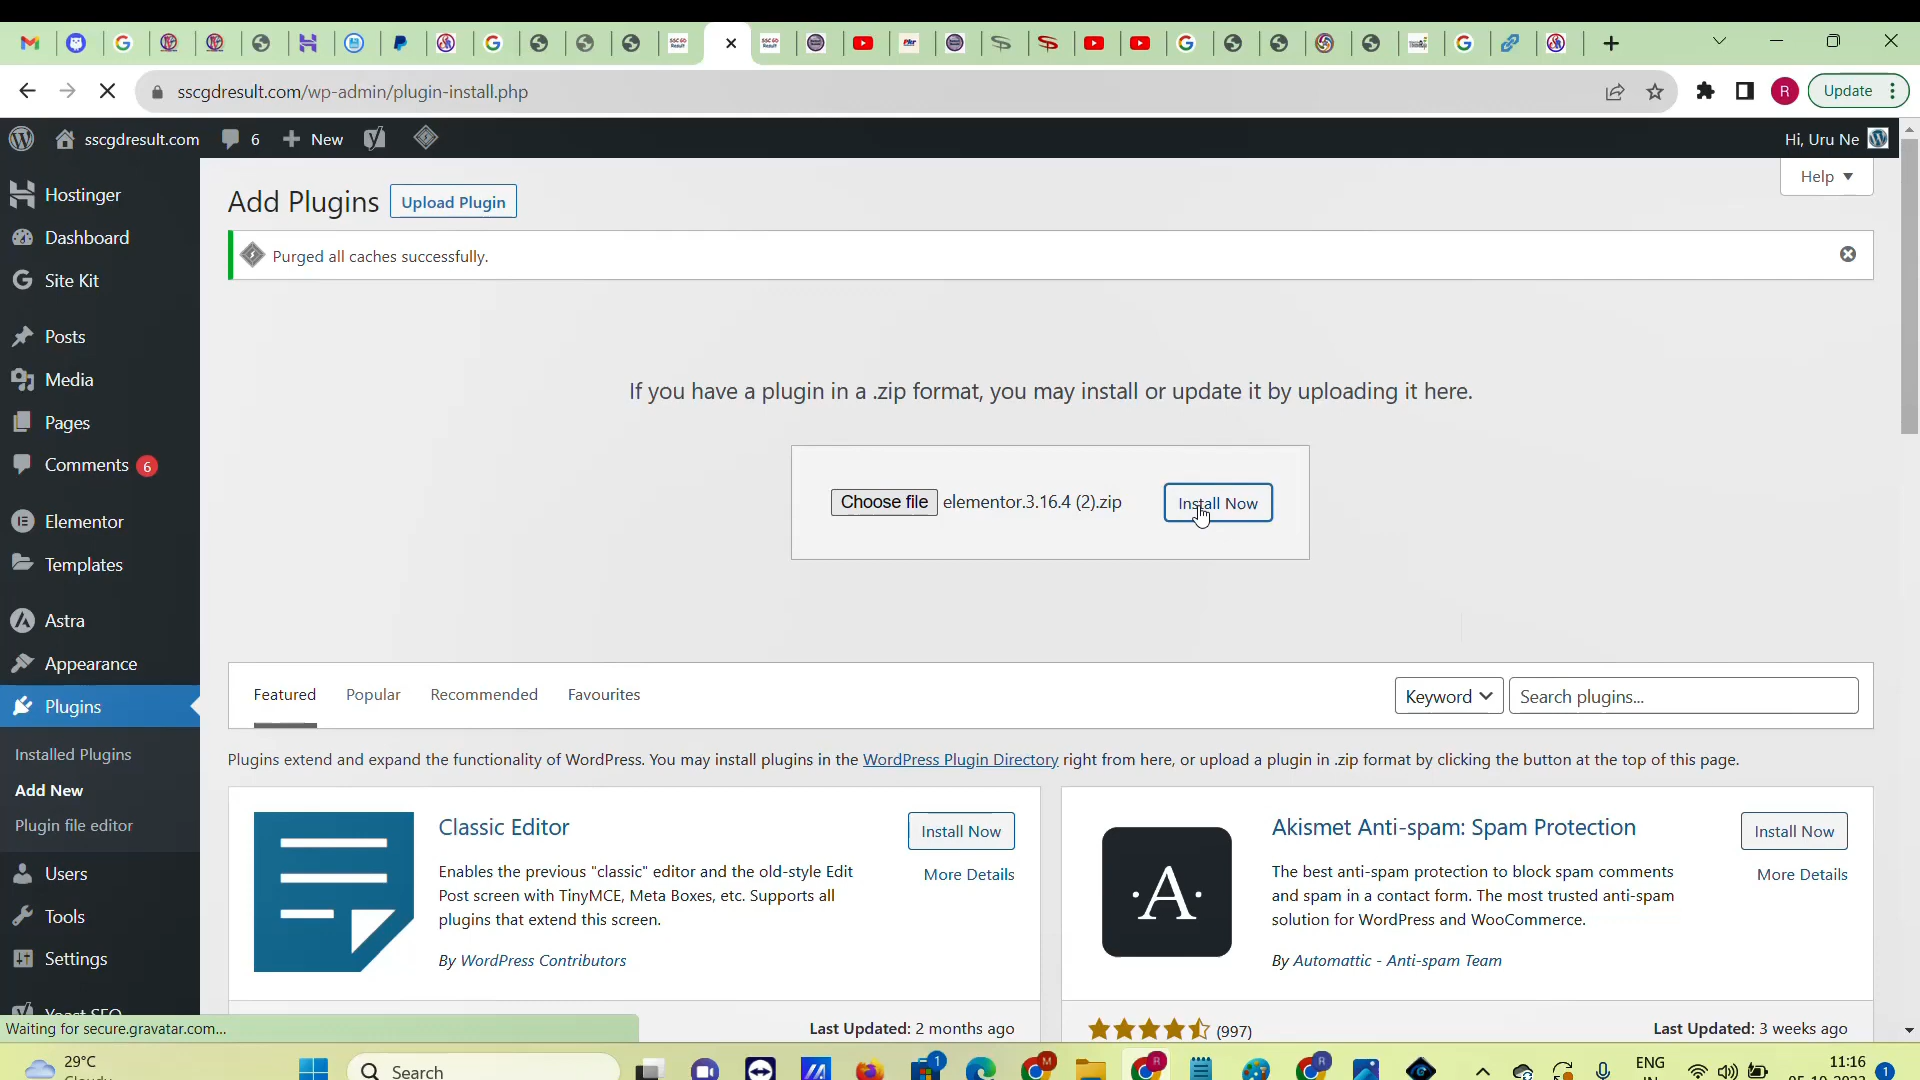 sscgdresult.com/wp-admin/plugin-install.php
Update
sscgdresult.com
6
New
Hi, Uru Ne
Hostinger
Dashboard
Site Kit
Posts
Media
Pages
Comments 6
Elementor
Templates
Astra
Appearance
Plugins
Installed Plugins
Add New
Plugin file editor
Users
Tools
Settings
Yoast SEO
Add Plugins
Upload Plugin
Help
Purged all caches successfully.
If you have a plugin in a .zip format, you may install or update it by uploading it here.
Choose file elementor.3.16.4 (2).zip
Install Now
Featured
Popular
Recommended
Favourites
Keyword
Search plugins...
Plugins extend and expand the functionality of WordPress. You may install plugins in the WordPress Plugin Directory right from here, or upload a plugin in .zip format by clicking the button at the top of this page.
Classic Editor
Install Now
More Details
Enables the previous "classic" editor and the old-style Edit
Post screen with TinyMCE, Meta Boxes, etc. Supports all
plugins that extend this screen.
By WordPress Contributors
Last Updated: 2 months ago
·A·
Akismet Anti-spam: Spam Protection
Install Now
More Details
The best anti-spam protection to block spam comments
and spam in a contact form. The most trusted anti-spam
solution for WordPress and WooCommerce.
By Automattic - Anti-spam Team
(997)
Last Updated: 3 weeks ago
Waiting for secure.gravatar.com...
29°C
Cloudy
Search
ENG
IN
11:16
1